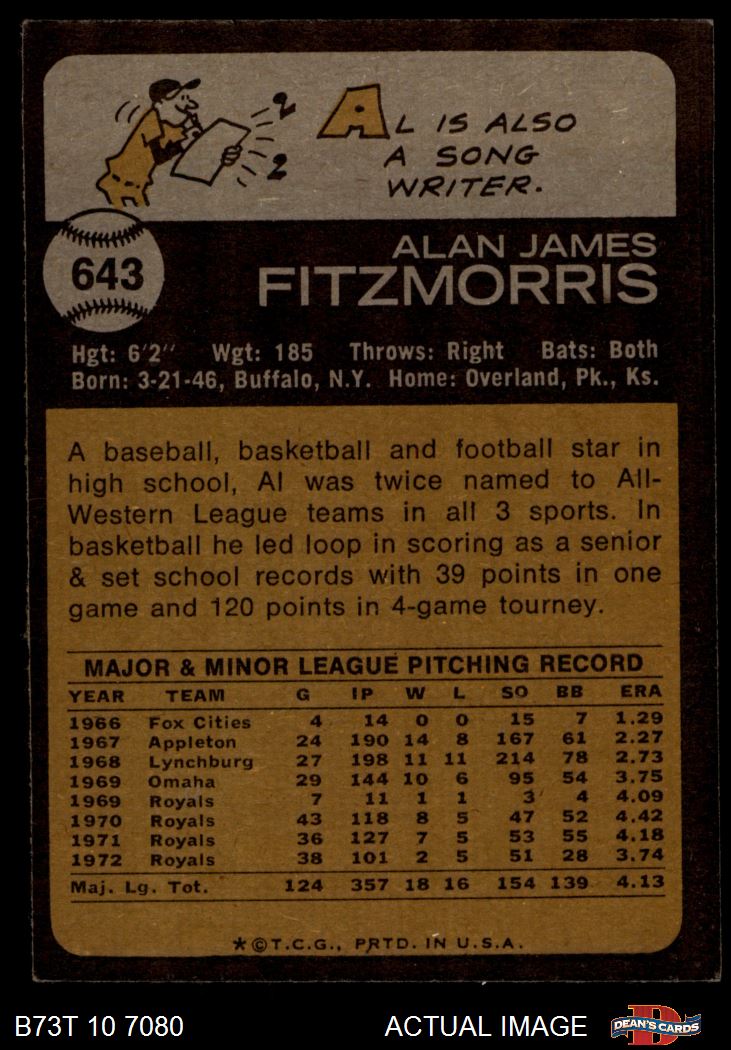 2
2
AL IS ALSO
A SONG
WRITER.
643
ALAN JAMES
FITZMORRIS
Hgt: 6'2" Wgt: 185 Throws: Right Bats: Both
Born: 3-21-46, Buffalo, N.Y. Home: Overland, Pk., Ks.
A baseball, basketball and football star in
high school, Al was twice named to All-
Western League teams in all 3 sports. In
basketball he led loop in scoring as a senior
& set school records with 39 points in one
game and 120 points in 4-game tourney.
MAJOR & MINOR LEAGUE PITCHING RECORD
YEAR TEAM G IP W L SO BB ERA
1966 Fox Cities 4 14 0 0 15 7 1.29
1967 Appleton 24 190 14 8 167 61 2.27
1968 Lynchburg 27 198 11 11 214 78 2.73
1969 Omaha 29 144 10 6 95 54 3.75
1969 Royals 7 11 1 1 3 4 4.09
1970 Royals 43 118 8 5 47 52 4.42
1971 Royals 36 127 7 5 53 55 4.18
1972 Royals 38 101 2 5 51 28 3.74
Maj. Lg. Tot. 124 357 18 16 154 139 4.13
*©T.C.G., PRTD. IN U.S.A.
B73T 10 7080 ACTUAL IMAGE D DEAN'S CARDS